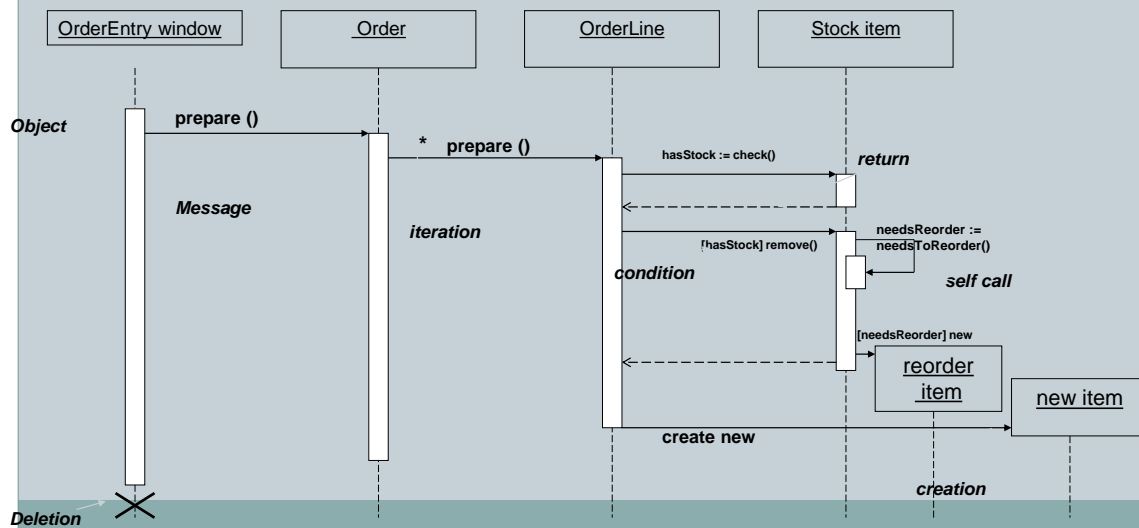 OrderEntry window
Order
OrderLine
Stock item
Object
prepare ()
* prepare ()
hasStock := check()
return
Message
iteration
[hasStock] remove()
needsReorder :=
needsToReorder()
condition
self call
[needsReorder] new
reorder
item
new item
create new
creation
Deletion